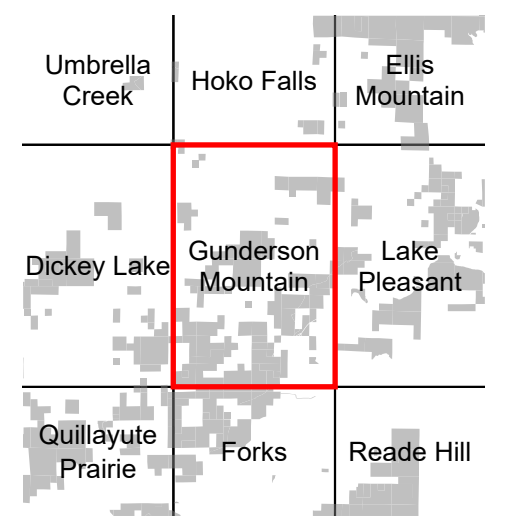 Umbrella
Creek
Hoko Falls
Ellis
Mountain
Dickey Lake
Gunderson
Mountain
Lake
Pleasant
Quillayute
Prairie
Forks
Reade Hill